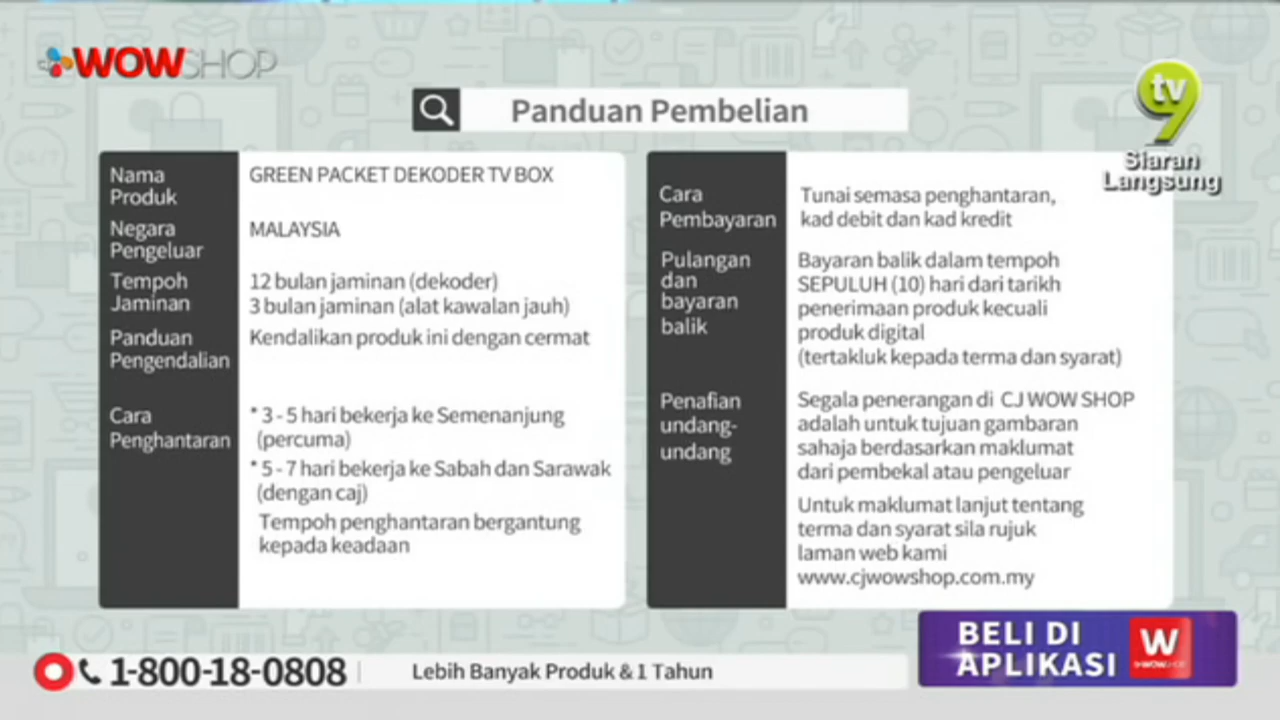 WOWSHOP
Panduan Pembelian
tv9
Siaran
Langsung
Nama
Produk
GREEN PACKET DEKODER TV BOX
Negara
Pengeluar
MALAYSIA
Tempoh
Jaminan
12 bulan jaminan (dekoder)
3 bulan jaminan (alat kawalan jauh)
Panduan
Pengendalian
Kendalikan produk ini dengan cermat
Cara
Penghantaran
* 3 - 5 hari bekerja ke Semenanjung
(percuma)
* 5 - 7 hari bekerja ke Sabah dan Sarawak
(dengan caj)
Tempoh penghantaran bergantung
kepada keadaan
Cara
Pembayaran
Tunai semasa penghantaran,
kad debit dan kad kredit
Pulangan
dan
bayaran
balik
Bayaran balik dalam tempoh
SEPULUH (10) hari dari tarikh
penerimaan produk kecuali
produk digital
(tertakluk kepada terma dan syarat)
Penafian
undang-
undang
Segala penerangan di CJ WOW SHOP
adalah untuk tujuan gambaran
sahaja berdasarkan maklumat
dari pembekal atau pengeluar
Untuk maklumat lanjut tentang
terma dan syarat sila rujuk
laman web kami
www.cjwowshop.com.my
1-800-18-0808
Lebih Banyak Produk & 1 Tahun
BELI DI
APLIKASI
W
WOWSHOP